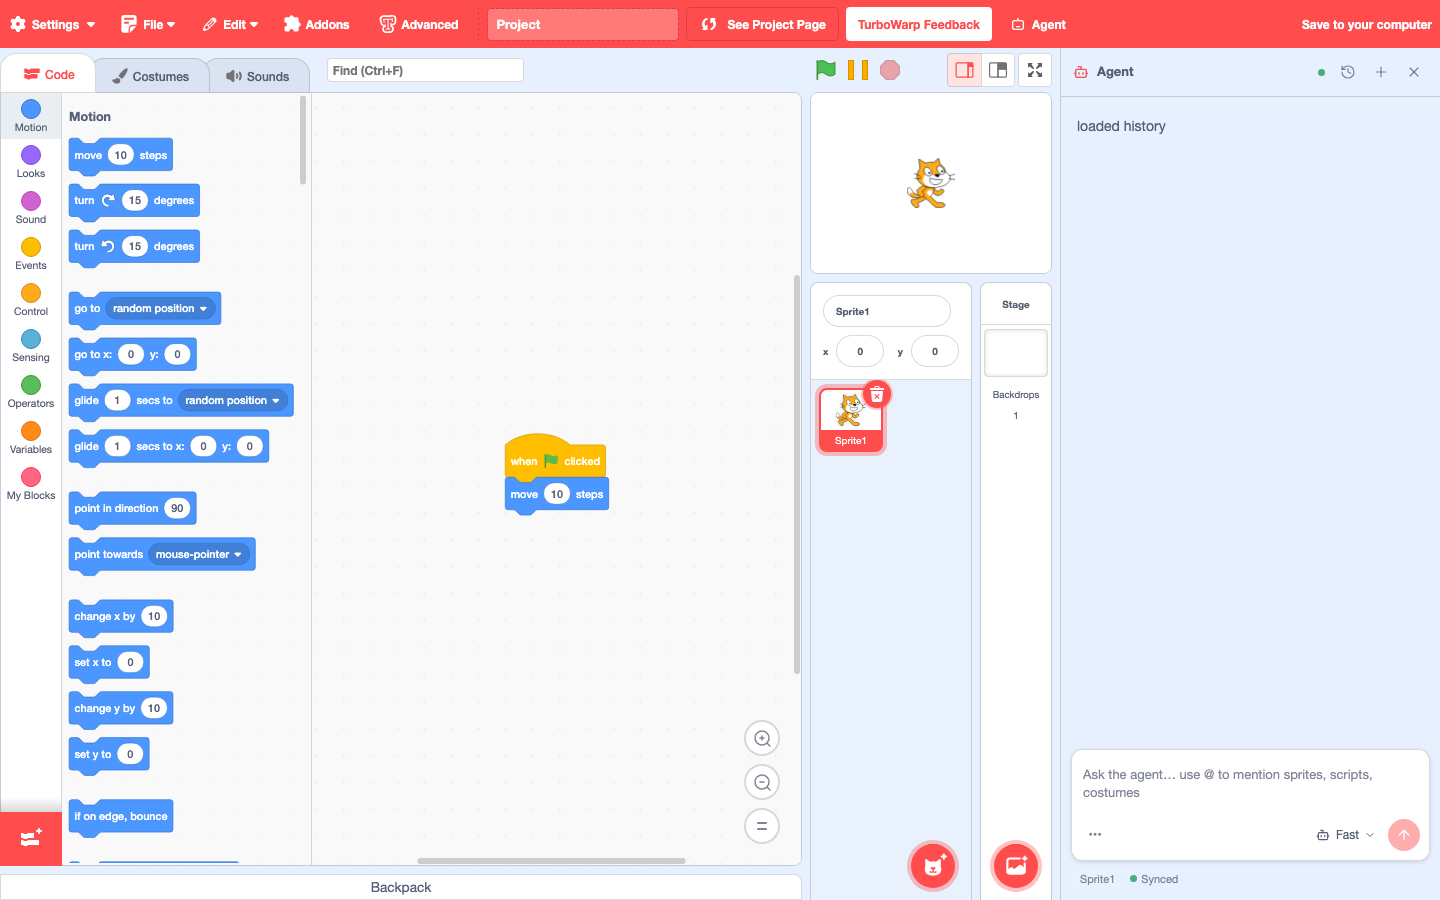 Settings File Edit Addons Advanced Project See Project Page TurboWarp Feedback Agent Save to your computer
Code Costumes Sounds Find (Ctrl+F)
Motion
Looks
Sound
Events
Control
Sensing
Operators
Variables
My Blocks
Motion
move 10 steps
turn 15 degrees
turn 15 degrees
go to random position
go to x: 0 y: 0
glide 1 secs to random position
glide 1 secs to x: 0 y: 0
point in direction 90
point towards mouse-pointer
change x by 10
set x to 0
change y by 10
set y to 0
if on edge, bounce
when clicked
move 10 steps
Backpack
Sprite1
x 0 y 0
Sprite1
Stage
Backdrops
1
Agent
loaded history
Ask the agent... use @ to mention sprites, scripts,
costumes
Fast
Sprite1 Synced